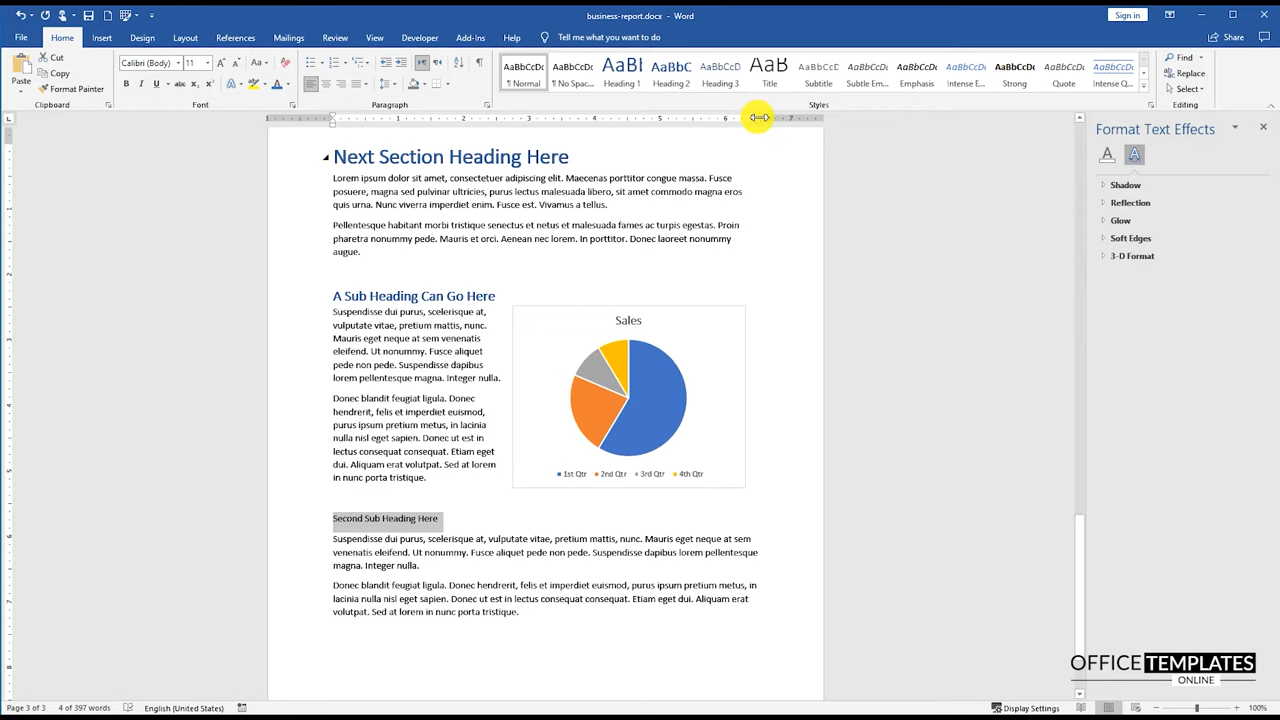 business-report.docx - Word
Sign in
File Home Insert Design Layout References Mailings Review View Developer Add-Ins Help Tell me what you want to do Share
Paste
Cut
Copy
Format Painter
Clipboard
Calibri (Body) 11
Font
Paragraph
AaBbCcDc AaBbCcDc AaBbC AaBbCcDc AaB
¶ Normal ¶ No Spac... Heading 1 Heading 2 Heading 3 Title Subtitle Subtle Em... Emphasis Intense E... Strong Quote Intense Q...
Styles
Find
Replace
Select
Editing
1 1 2 3 4 5 6 7
Next Section Heading Here
Lorem ipsum dolor sit amet, consectetuer adipiscing elit. Maecenas porttitor congue massa. Fusce
posuere, magna sed pulvinar ultricies, purus lectus malesuada libero, sit amet commodo magna eros
quis urna. Nunc viverra imperdiet enim. Fusce est. Vivamus a tellus.
Pellentesque habitant morbi tristique senectus et netus et malesuada fames ac turpis egestas. Proin
pharetra nonummy pede. Mauris et orci. Aenean nec lorem. In porttitor. Donec laoreet nonummy
augue.
A Sub Heading Can Go Here
Suspendisse dui purus, scelerisque at,
vulputate vitae, pretium mattis, nunc.
Mauris eget neque at sem venenatis
eleifend. Ut nonummy. Fusce aliquet
pede non pede. Suspendisse dapibus
lorem pellentesque magna. Integer nulla.
Donec blandit feugiat ligula. Donec
hendrerit, felis et imperdiet euismod,
purus ipsum pretium metus, in lacinia
nulla nisl eget sapien. Donec ut est in
lectus consequat consequat. Etiam eget
dui. Aliquam erat volutpat. Sed at lorem
in nunc porta tristique.
Sales
1st Qtr 2nd Qtr 3rd Qtr 4th Qtr
Second Sub Heading Here
Suspendisse dui purus, scelerisque at, vulputate vitae, pretium mattis, nunc. Mauris eget neque at sem
venenatis eleifend. Ut nonummy. Fusce aliquet pede non pede. Suspendisse dapibus lorem pellentesque
magna. Integer nulla.
Donec blandit feugiat ligula. Donec hendrerit, felis et imperdiet euismod, purus ipsum pretium metus, in
lacinia nulla nisl eget sapien. Donec ut est in lectus consequat consequat. Etiam eget dui. Aliquam erat
volutpat. Sed at lorem in nunc porta tristique.
Format Text Effects
Shadow
Reflection
Glow
Soft Edges
3-D Format
OFFICETEMPLATES
ONLINE
Page 3 of 3 4 of 397 words English (United States) Display Settings 100%